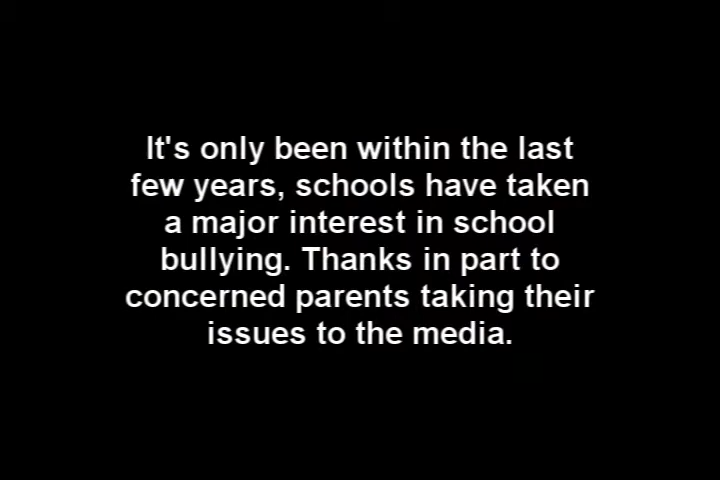 It's only been within the last
few years, schools have taken
a major interest in school
bullying. Thanks in part to
concerned parents taking their
issues to the media.